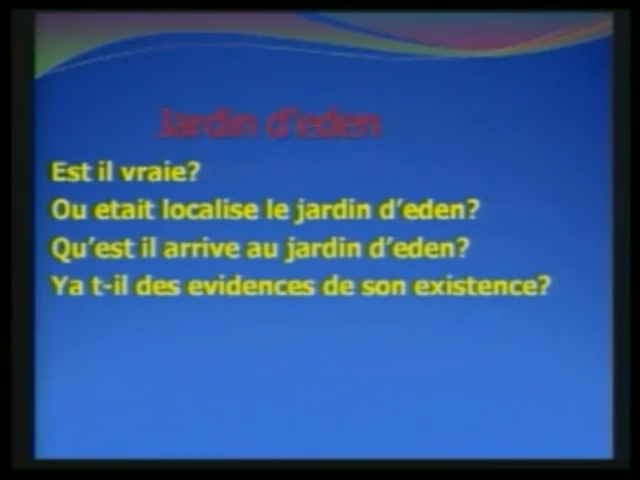 Jardin d'eden
Est il vraie?
Ou etait localise le jardin d'eden?
Qu'est il arrive au jardin d'eden?
Ya t-il des evidences de son existence?